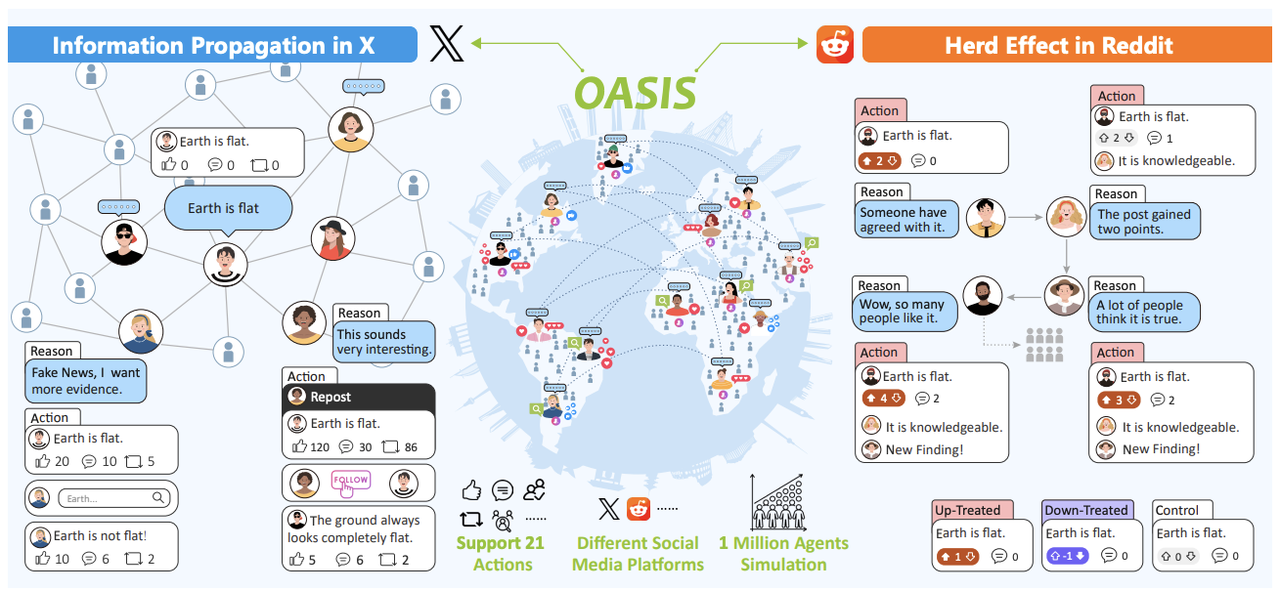 Information Propagation in X
OASIS
Herd Effect in Reddit
Earth is flat.
0 0 0
Earth is flat
Reason
This sounds
very interesting.
Reason
Fake News, I want
more evidence.
Action
Earth is flat.
20 10 5
Earth...
Earth is not flat!
10 6 2
Action
Repost
Earth is flat.
120 30 86
FOLLOW
The ground always
looks completely flat.
5 6 2
Support 21
Actions
Different Social
Media Platforms
1 Million Agents
Simulation
Action
Earth is flat.
2 0
Action
Earth is flat.
2 1
It is knowledgeable.
Reason
Someone have
agreed with it.
Reason
The post gained
two points.
Reason
Wow, so many
people like it.
Reason
A lot of people
think it is true.
Action
Earth is flat.
4 2
It is knowledgeable.
New Finding!
Action
Earth is flat.
3 2
It is knowledgeable.
New Finding!
Up-Treated
Earth is flat.
1 0
Down-Treated
Earth is flat.
-1 0
Control
Earth is flat.
0 0